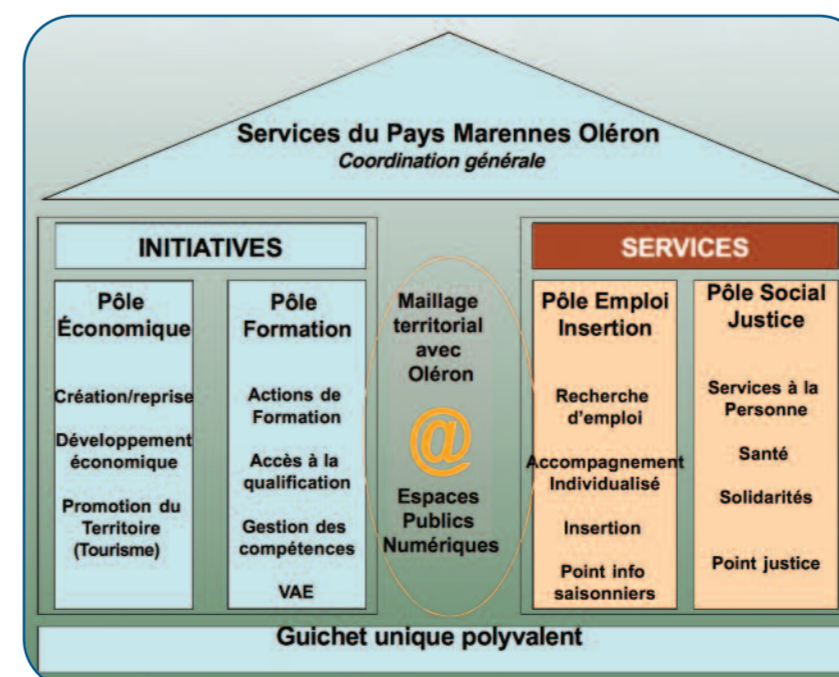 Services du Pays Marennes Oléron
Coordination générale
INITIATIVES
Pôle
Économique
Création/reprise
Développement
économique
Promotion du
Territoire
(Tourisme)
Pôle
Formation
Actions de
Formation
Accès à la
qualification
Gestion des
compétences
VAE
Maillage
territorial
avec
Oléron
@
Espaces
Publics
Numériques
SERVICES
Pôle Emploi
Insertion
Recherche
d'emploi
Accompagnement
Individualisé
Insertion
Point info
saisonniers
Pôle Social
Justice
Services à la
Personne
Santé
Solidarités
Point justice
Guichet unique polyvalent